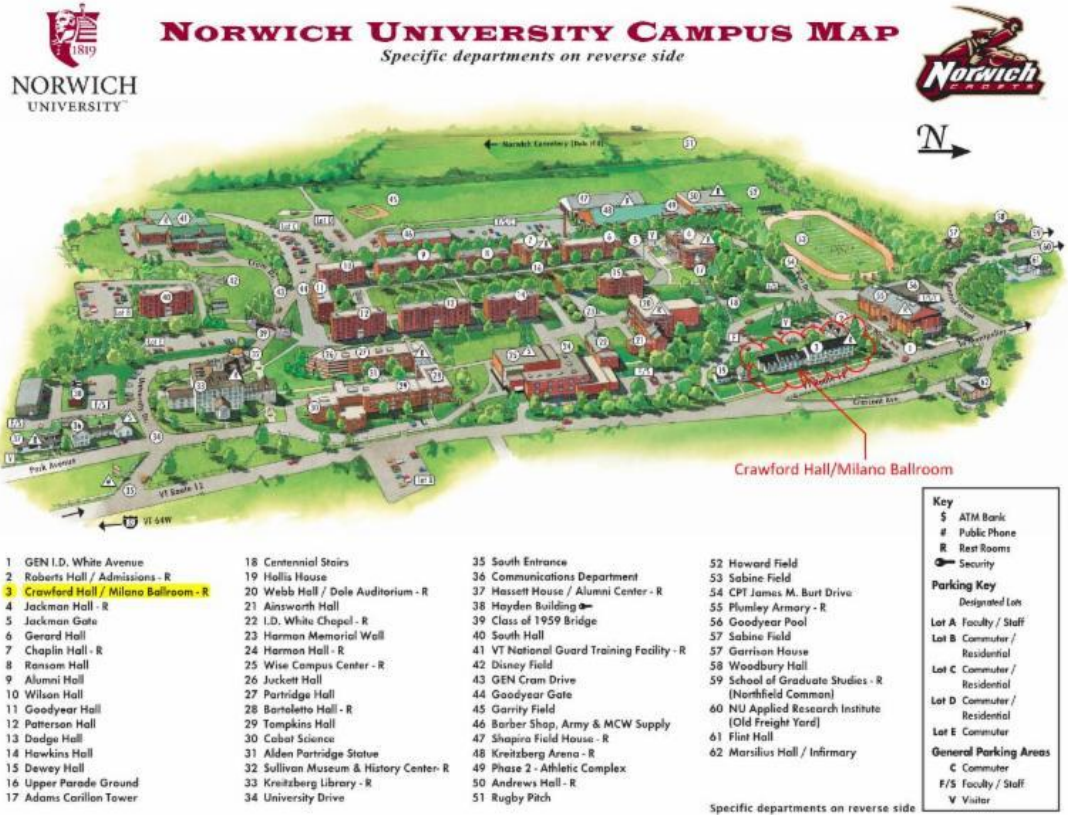 1819
NORWICH
UNIVERSITY™
NORWICH UNIVERSITY CAMPUS MAP
Specific departments on reverse side
Norwich
CADETS
N
Norwich Cemetery
Park Avenue
VT Route 12
VT 64W
Lot A
Crescent Ave.
Crawford Hall/Milano Ballroom
1 GEN I.D. White Avenue
2 Roberts Hall / Admissions - R
3 Crawford Hall / Milano Ballroom - R
4 Jackman Hall - R
5 Jackman Gate
6 Gerard Hall
7 Chaplin Hall - R
8 Ransom Hall
9 Alumni Hall
10 Wilson Hall
11 Goodyear Hall
12 Patterson Hall
13 Dodge Hall
14 Hawkins Hall
15 Dewey Hall
16 Upper Parade Ground
17 Adams Carillon Tower
18 Centennial Stairs
19 Hollis House
20 Webb Hall / Dole Auditorium - R
21 Ainsworth Hall
22 I.D. White Chapel - R
23 Harmon Memorial Wall
24 Harmon Hall - R
25 Wise Campus Center - R
26 Juckett Hall
27 Partridge Hall
28 Bartoletto Hall - R
29 Tompkins Hall
30 Cabot Science
31 Alden Partridge Statue
32 Sullivan Museum & History Center- R
33 Kreitzberg Library - R
34 University Drive
35 South Entrance
36 Communications Department
37 Hassett House / Alumni Center - R
38 Hayden Building
39 Class of 1959 Bridge
40 South Hall
41 VT National Guard Training Facility - R
42 Disney Field
43 GEN Cram Drive
44 Goodyear Gate
45 Garrity Field
46 Barber Shop, Army & MCW Supply
47 Shapiro Field House - R
48 Kreitzberg Arena - R
49 Phase 2 - Athletic Complex
50 Andrews Hall - R
51 Rugby Pitch
52 Howard Field
53 Sabine Field
54 CPT James M. Burt Drive
55 Plumley Armory - R
56 Goodyear Pool
57 Sabine Field
57 Garrison House
58 Woodbury Hall
59 School of Graduate Studies - R
(Northfield Common)
60 NU Applied Research Institute
(Old Freight Yard)
61 Flint Hall
62 Marsilius Hall / Infirmary
Specific departments on reverse side
Key
$ ATM Bank
# Public Phone
R Rest Rooms
Security
Parking Key
Designated Lots
Lot A Faculty / Staff
Lot B Commuter /
Residential
Lot C Commuter /
Residential
Lot D Commuter /
Residential
Lot E Commuter
General Parking Areas
C Commuter
F/S Faculty / Staff
V Visitor